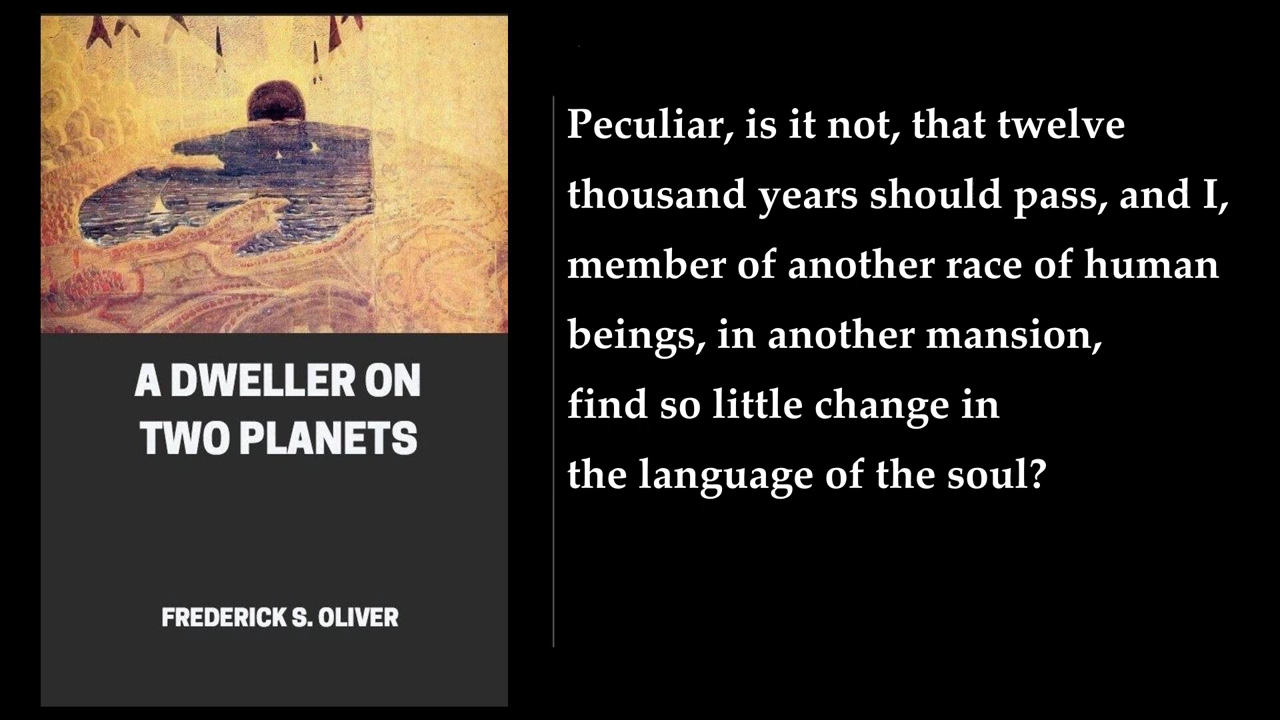 A DWELLER ON
TWO PLANETS
FREDERICK S. OLIVER
Peculiar, is it not, that twelve
thousand years should pass, and I,
member of another race of human
beings, in another mansion,
find so little change in
the language of the soul?